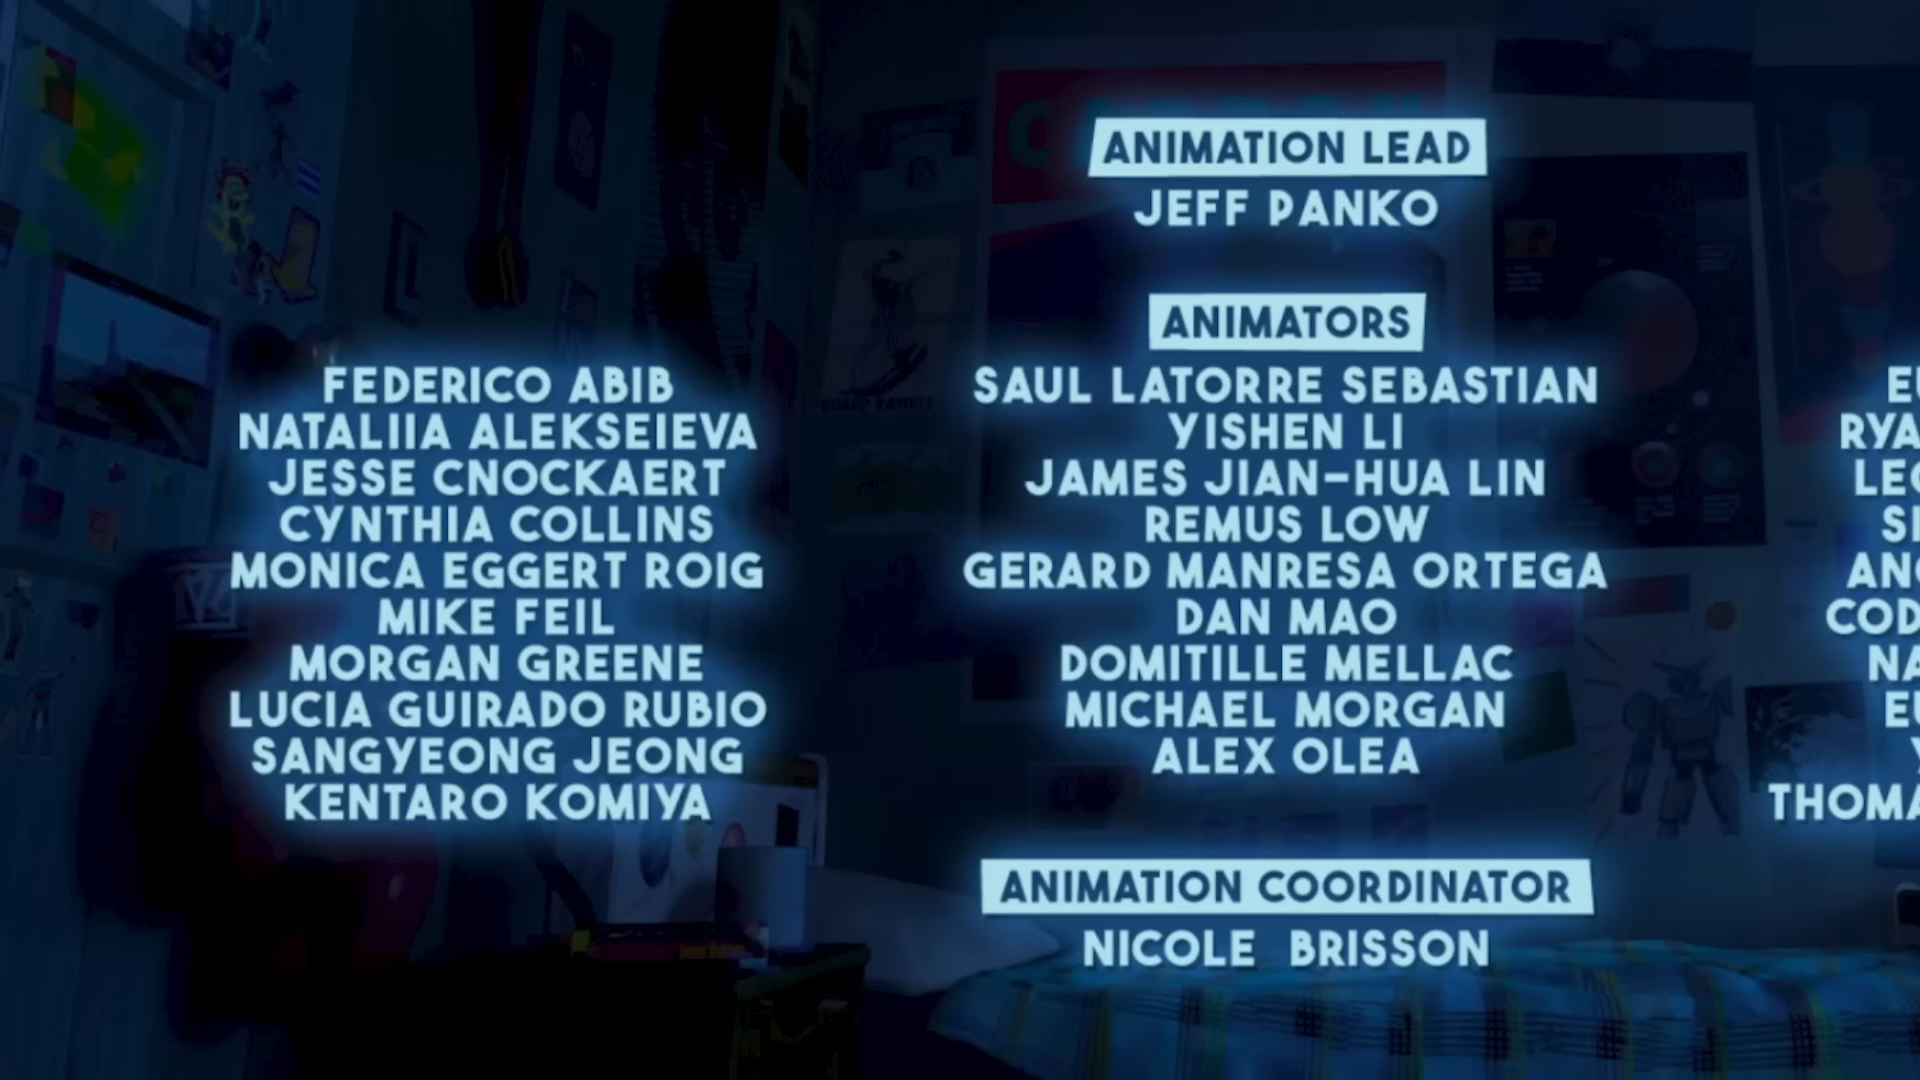 ANIMATION LEAD
JEFF PANKO
ANIMATORS
FEDERICO ABIB
NATALIIA ALEKSEIEVA
JESSE CNOCKAERT
CYNTHIA COLLINS
MONICA EGGERT ROIG
MIKE FEIL
MORGAN GREENE
LUCIA GUIRADO RUBIO
SANGYEONG JEONG
KENTARO KOMIYA
SAUL LATORRE SEBASTIAN
YISHEN LI
JAMES JIAN-HUA LIN
REMUS LOW
GERARD MANRESA ORTEGA
DAN MAO
DOMITILLE MELLAC
MICHAEL MORGAN
ALEX OLEA
ANIMATION COORDINATOR
NICOLE BRISSON